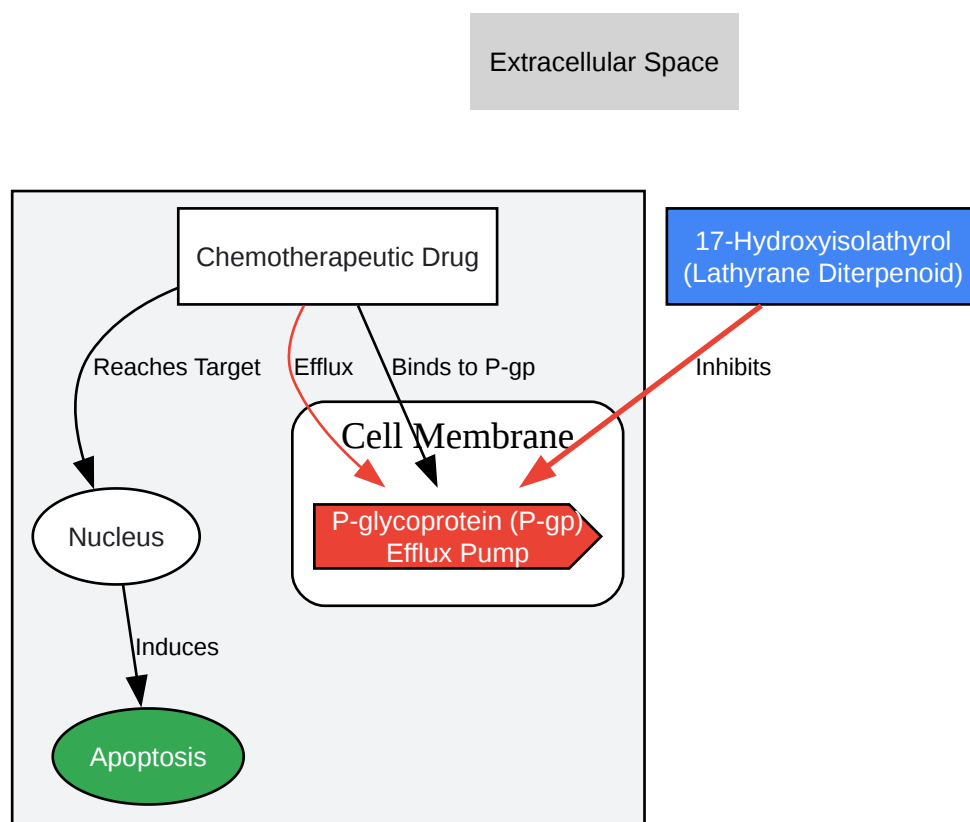 Extracellular Space
Chemotherapeutic Drug
17-Hydroxyisolathyrol
(Lathyrane Diterpenoid)
Reaches Target
Efflux
Binds to P-gp
Inhibits
Cell Membrane
P-glycoprotein (P-gp)
Efflux Pump
Nucleus
Induces
Apoptosis